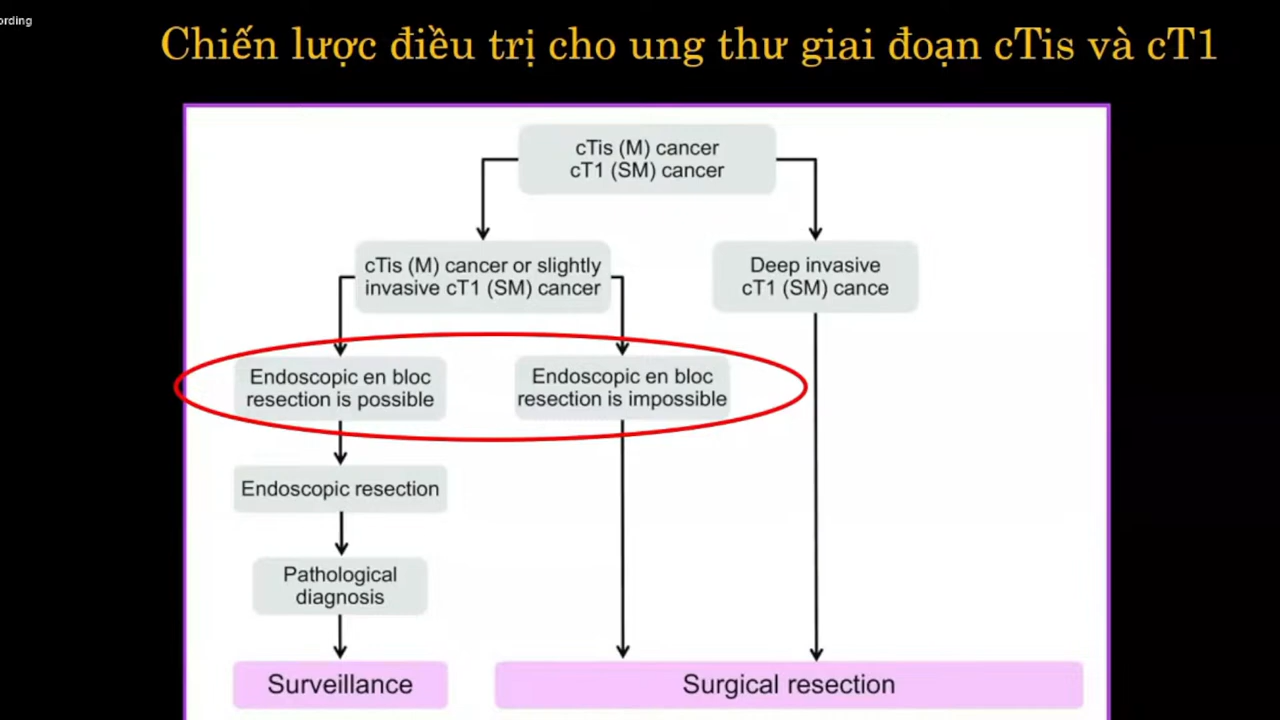 ording
Chiến lược điều trị cho ung thư giai đoạn cTis và cT1
cTis (M) cancer
cT1 (SM) cancer
cTis (M) cancer or slightly
invasive cT1 (SM) cancer
Deep invasive
cT1 (SM) cance
Endoscopic en bloc
resection is possible
Endoscopic en bloc
resection is impossible
Endoscopic resection
Pathological
diagnosis
Surveillance
Surgical resection